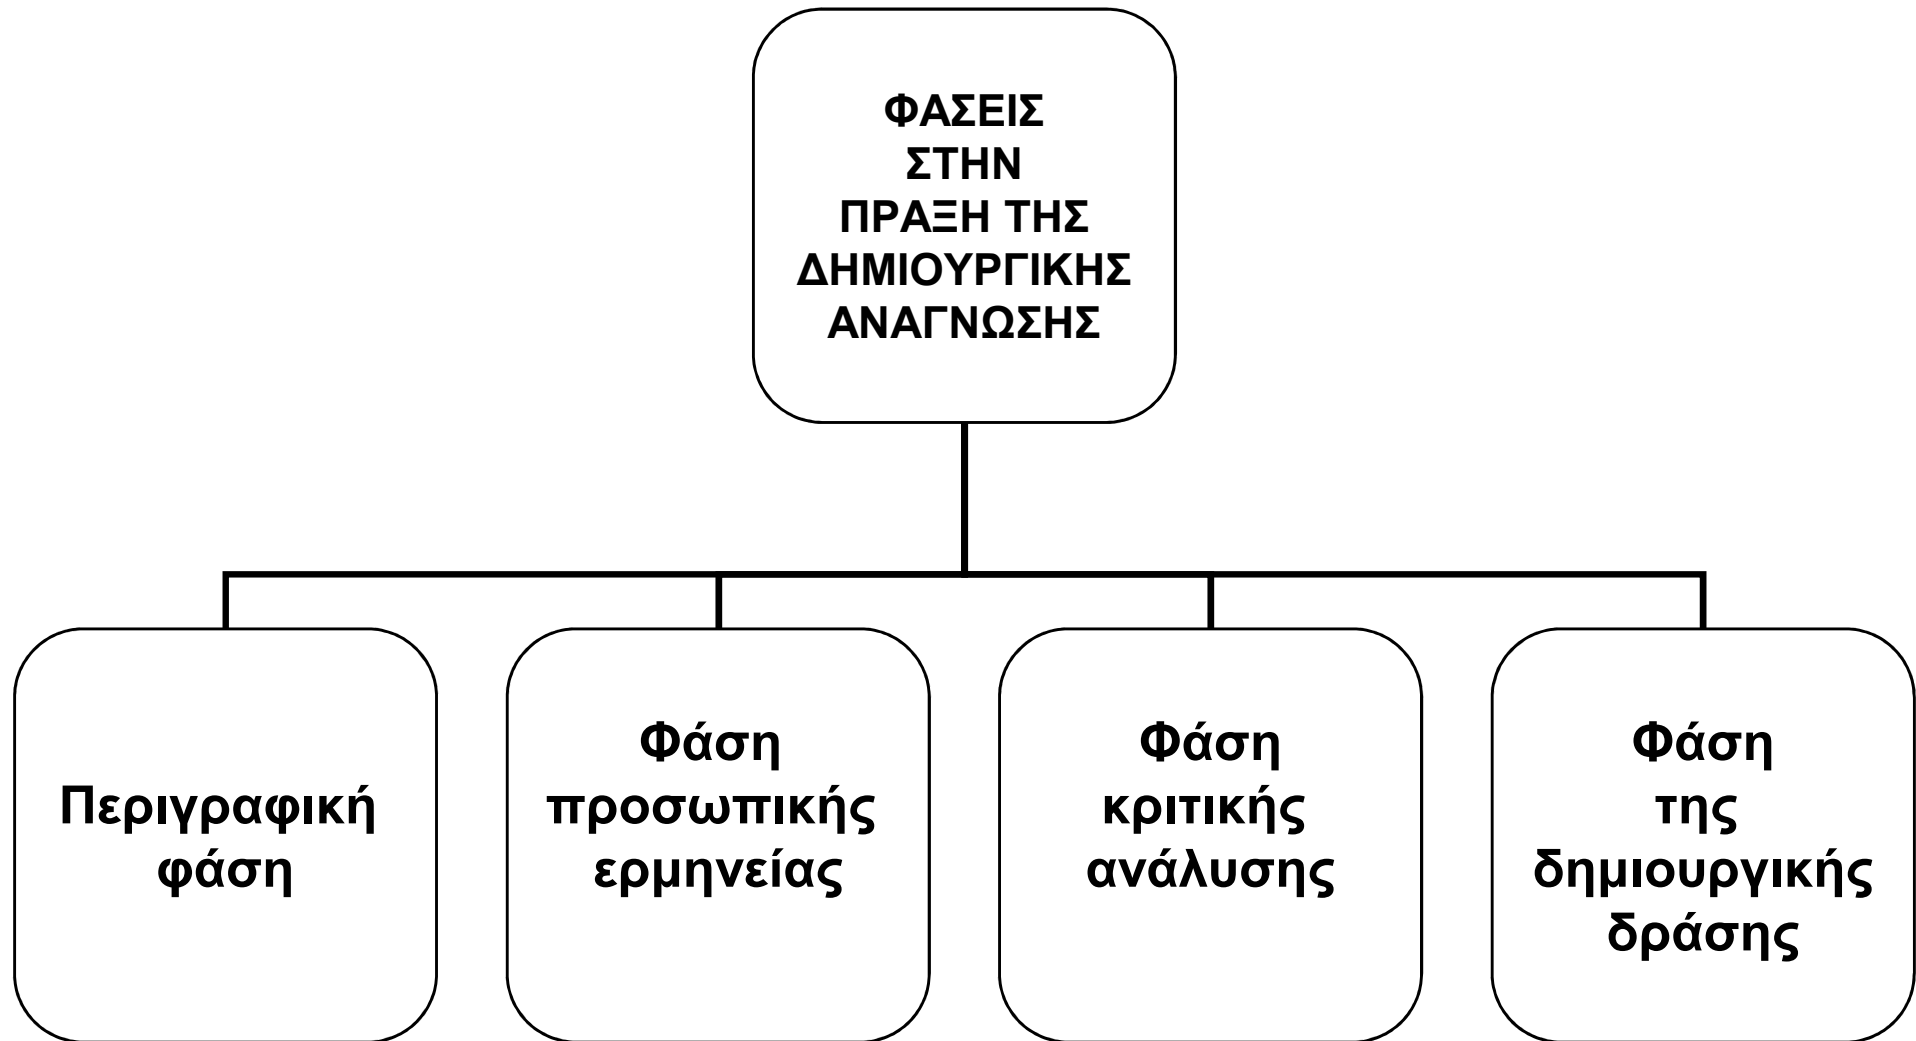 ΦΑΣΕΙΣ
ΣΤΗΝ
ΠΡΑΞΗ ΤΗΣ
ΔΗΜΙΟΥΡΓΙΚΗΣ
ΑΝΑΓΝΩΣΗΣ
Περιγραφική
φάση
Φάση
προσωπικής
ερμηνείας
Φάση
κριτικής
ανάλυσης
Φάση
της
δημιουργικής
δράσης